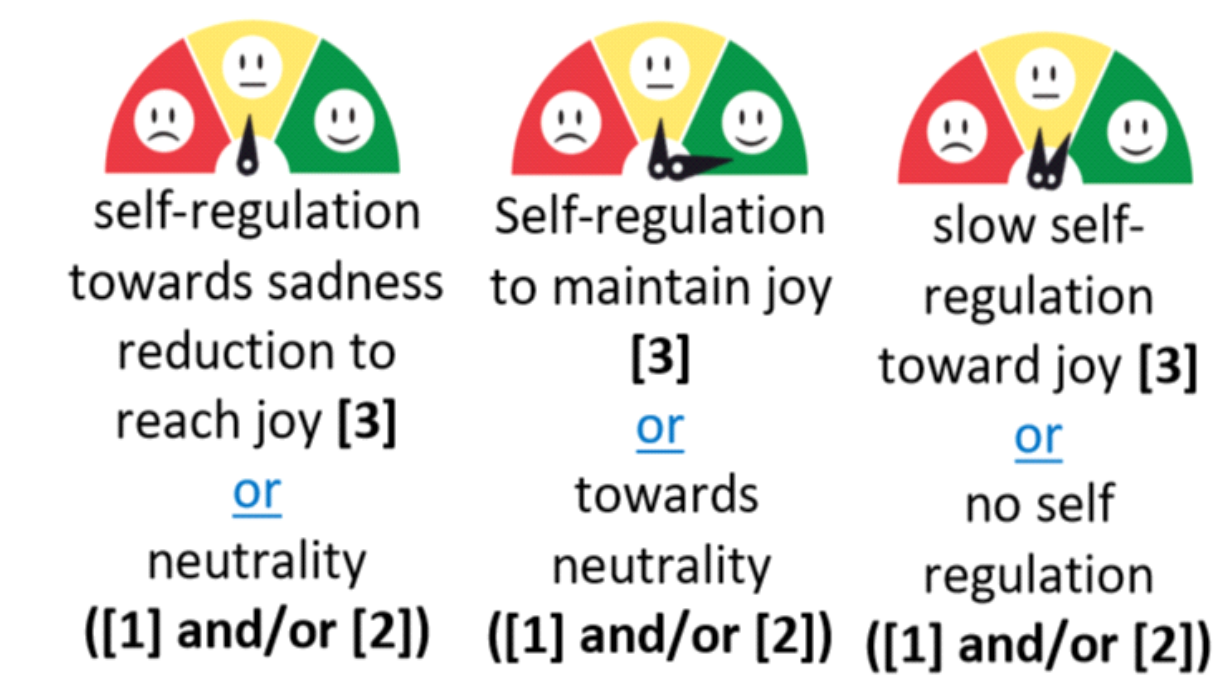 self-regulation
towards sadness
reduction to
reach joy [3]
or
neutrality
([1] and/or [2])
Self-regulation
to maintain joy
[3]
or
towards
neutrality
([1] and/or [2])
slow self-
regulation
toward joy [3]
or
no self
regulation
([1] and/or [2])